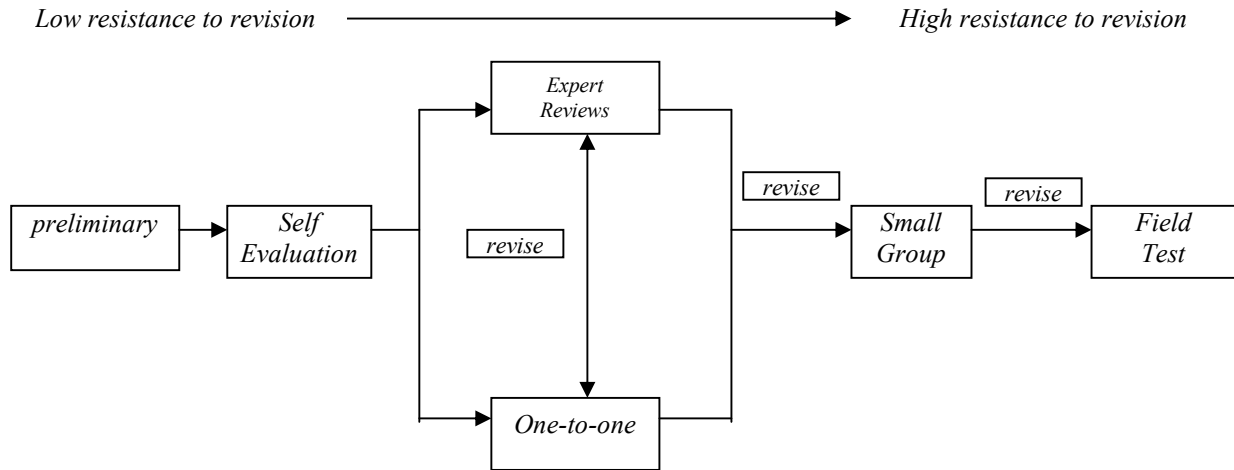 Low resistance to revision
High resistance to revision
Expert
Reviews
revise
revise
preliminary
Self
Evaluation
revise
Small
Group
Field
Test
One-to-one